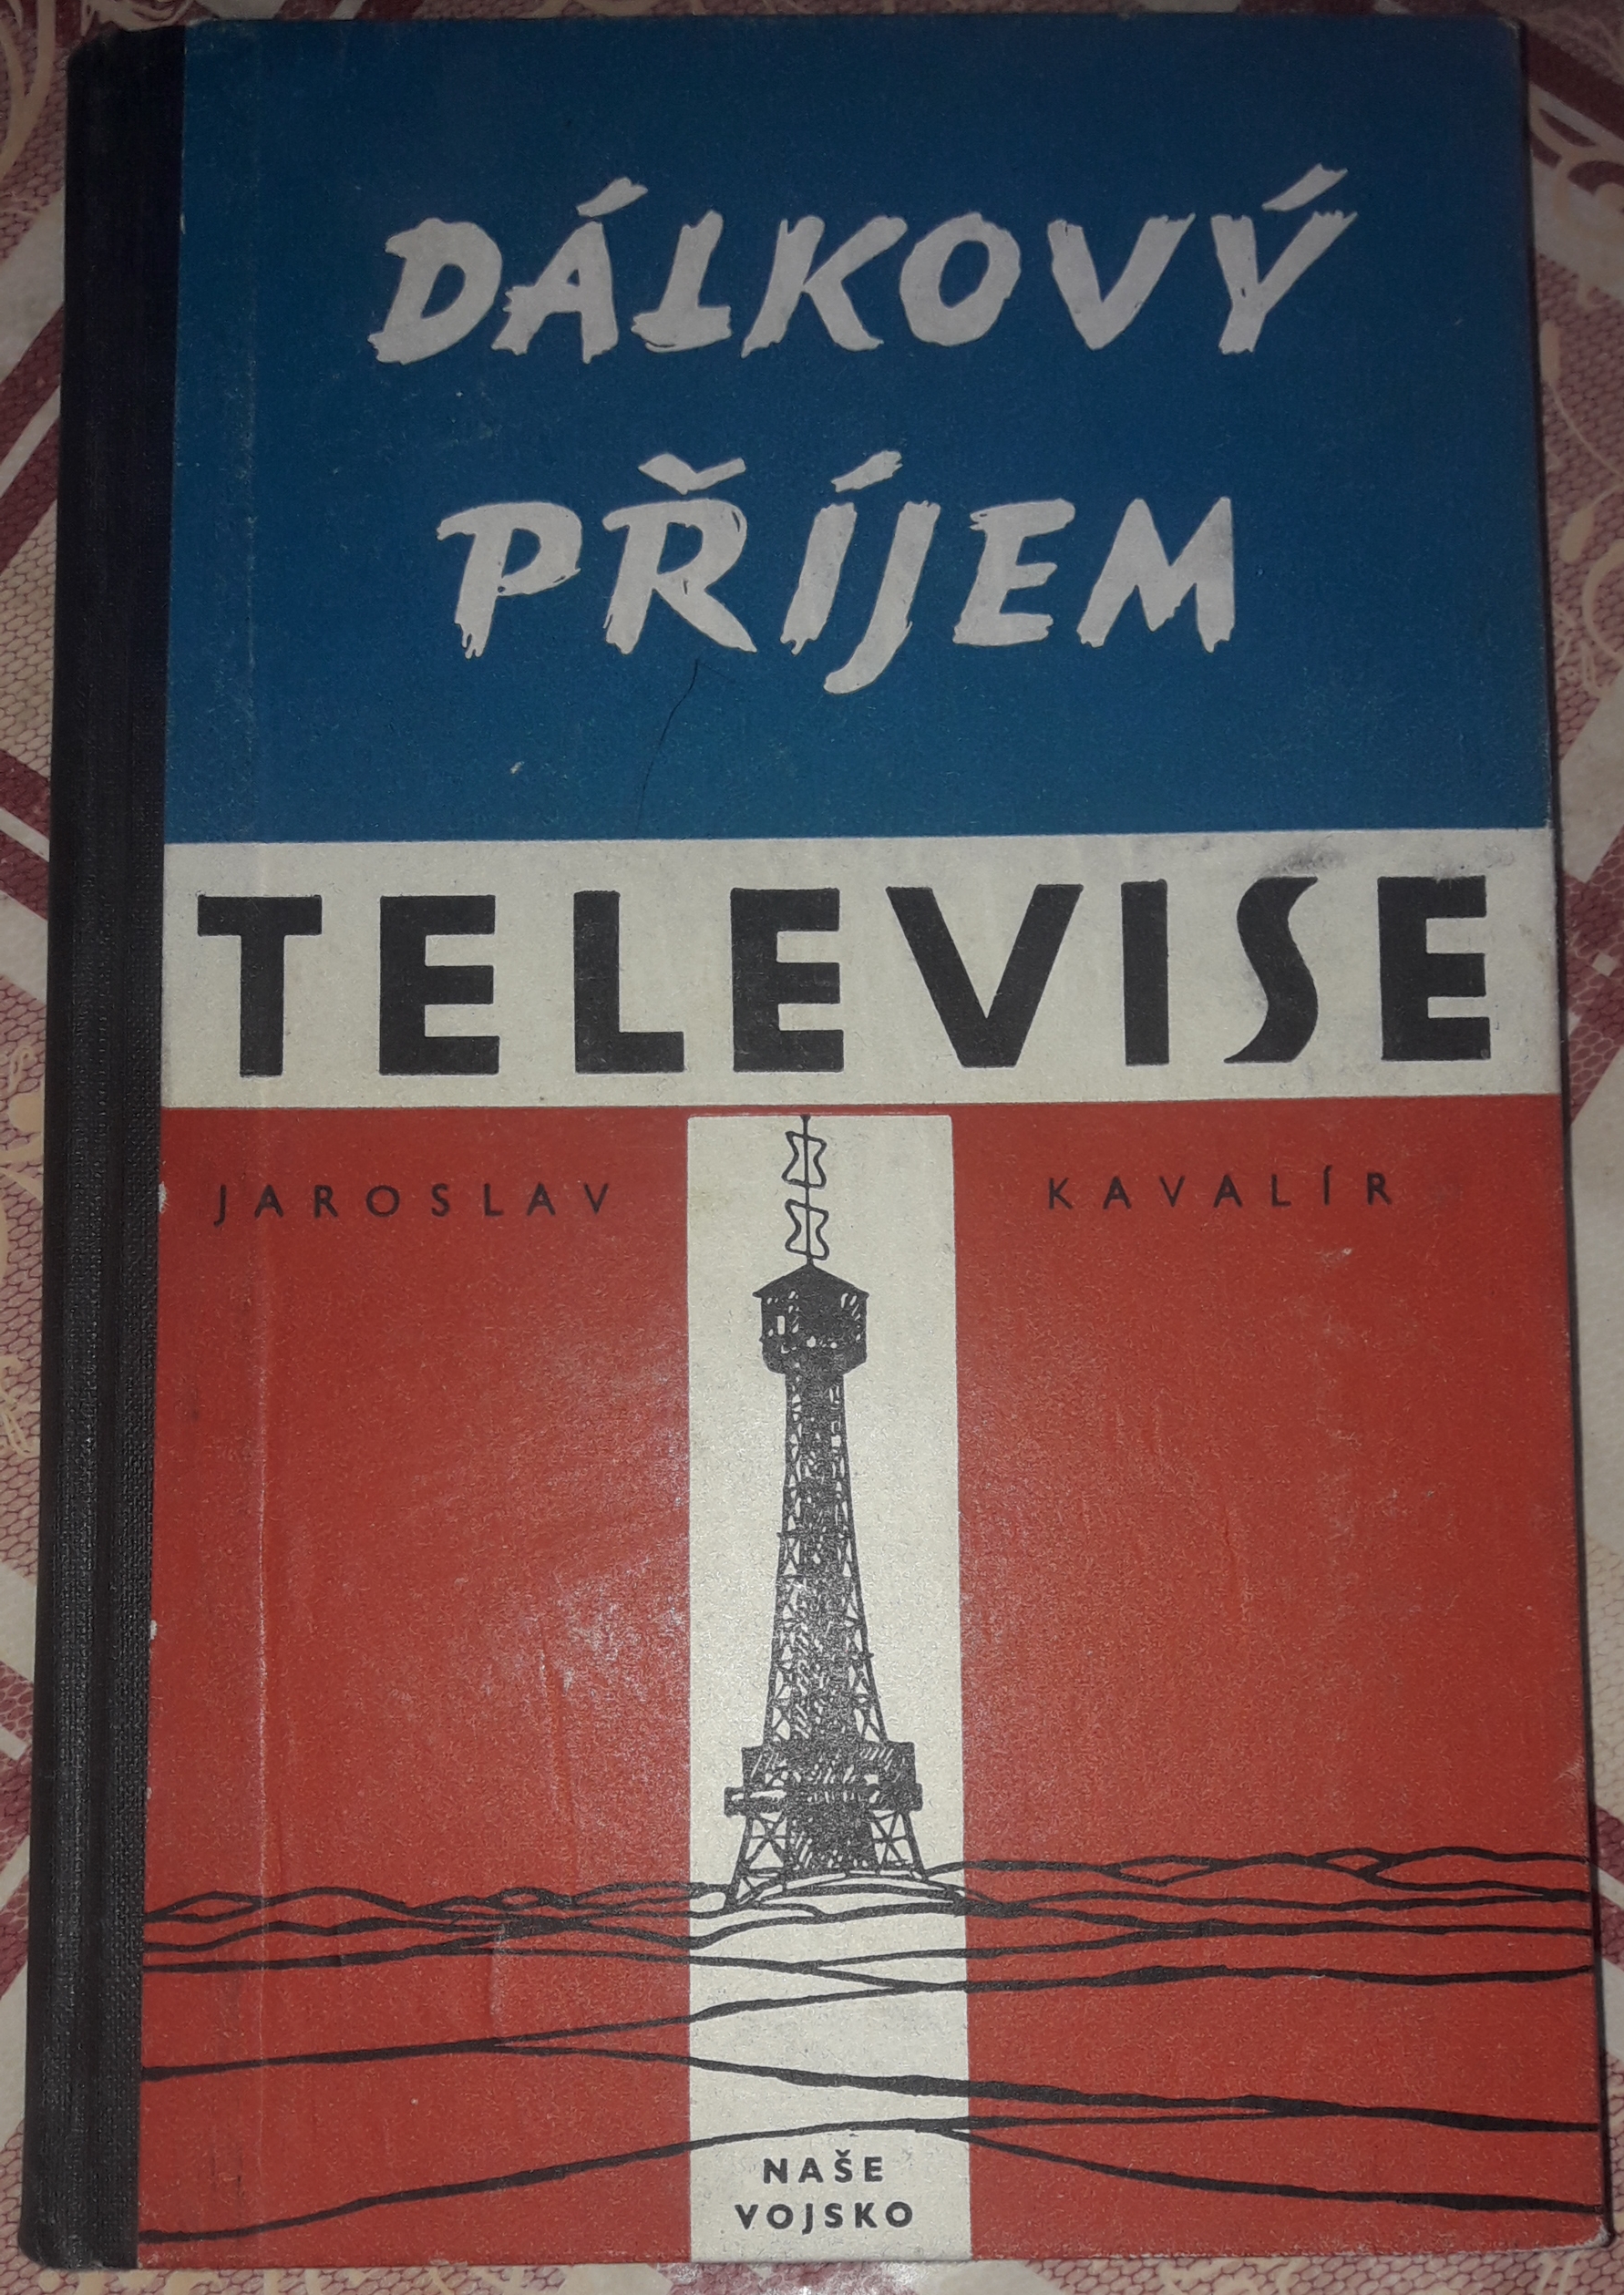 DÁLKOVÝ
PŘÍJEM
TELEVISE
JAROSLAV KAVALÍR
NAŠE
VOJSKO